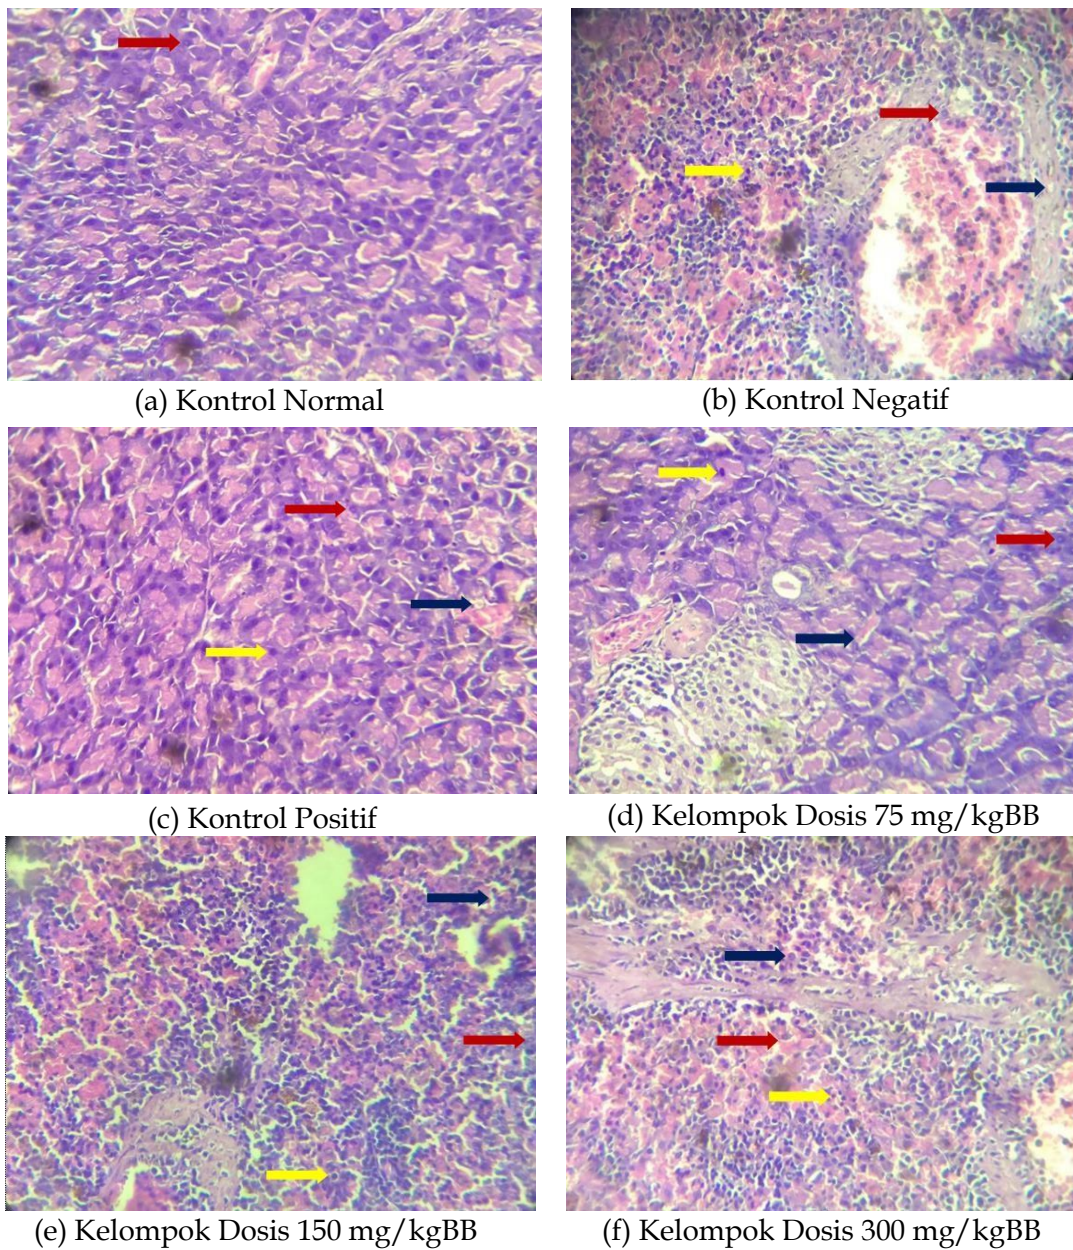 (a) Kontrol Normal
(b) Kontrol Negatif
(c) Kontrol Positif
(d) Kelompok Dosis 75 mg/kgBB
(e) Kelompok Dosis 150 mg/kgBB
(f) Kelompok Dosis 300 mg/kgBB